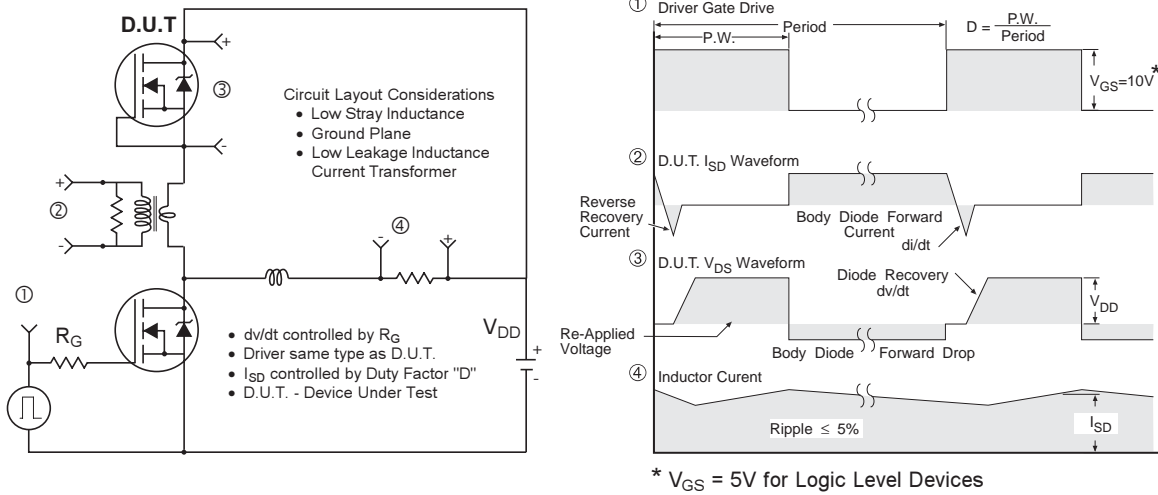 D.U.T
+
③
-
Circuit Layout Considerations
• Low Stray Inductance
• Ground Plane
• Low Leakage Inductance
Current Transformer
+
②
-
④
-
+
①
R_G
V_DD
+
-
• dv/dt controlled by R_G
• Driver same type as D.U.T.
• I_SD controlled by Duty Factor "D"
• D.U.T. - Device Under Test
① Driver Gate Drive
P.W.
Period
D = P.W. / Period
V_GS=10V*
② D.U.T. I_SD Waveform
Reverse
Recovery
Current
Body Diode Forward
Current
di/dt
③ D.U.T. V_DS Waveform
Diode Recovery
dv/dt
V_DD
Re-Applied
Voltage
Body Diode Forward Drop
④ Inductor Curent
Ripple ≤ 5%
I_SD
* V_GS = 5V for Logic Level Devices